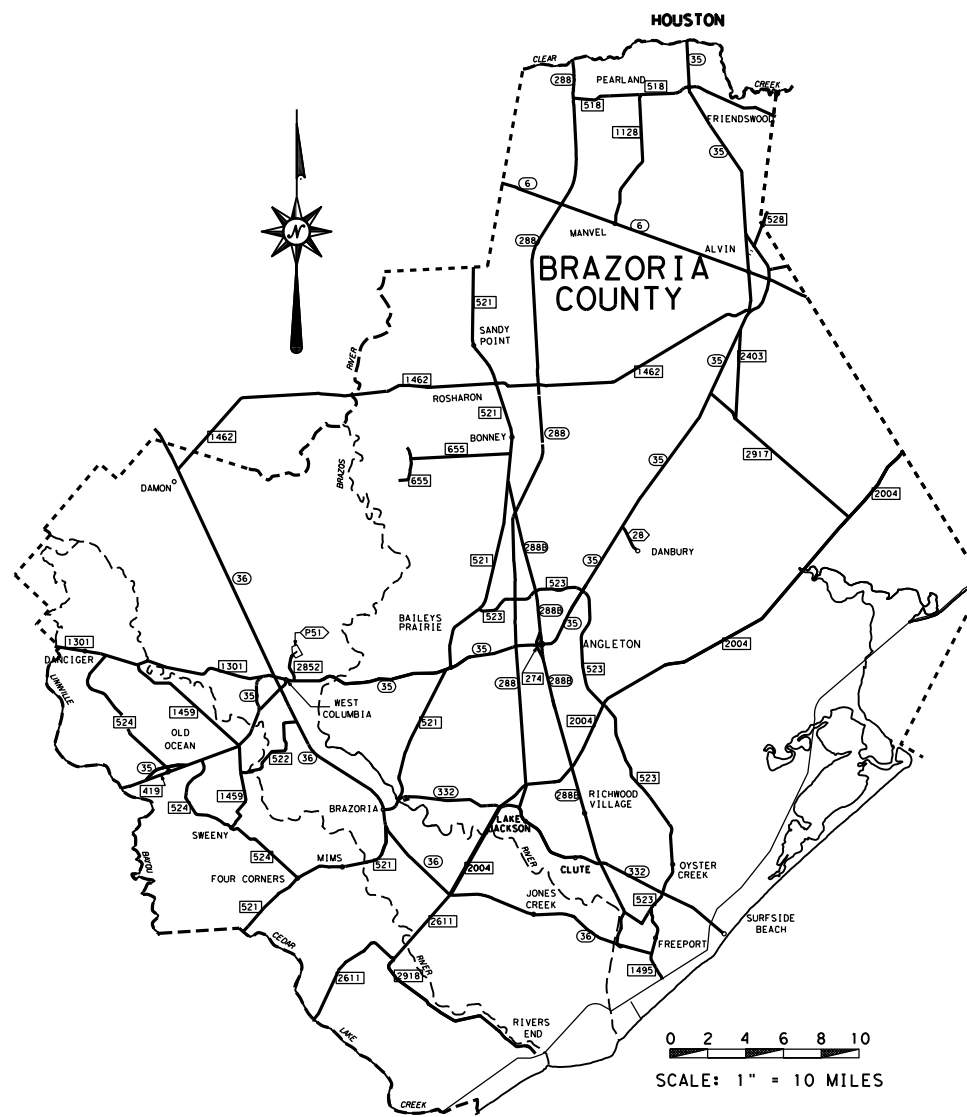 HOUSTON
CLEAR
35
288
PEARLAND
518
CREEK
518
FRIENDSWOOD
1128
35
6
528
MANVEL
6
288
ALVIN
N
BRAZORIA
COUNTY
521
SANDY
POINT
RIVER
35
2403
1462
1462
ROSHARON
521
1462
BONNEY
288
655
2917
35
BRAZOS
655
DAMON
2004
28
288B
DANBURY
521
35
36
523
BAILEYS
PRAIRIE
523
288B
35
P51
1301
35
ANGLETON
2004
DANCIGER
1301
2852
523
LINNVILLE
35
35
288
274
288B
WEST
COLUMBIA
1459
524
521
2004
OLD
OCEAN
522
36
35
523
419
1459
332
288B
RICHWOOD
VILLAGE
524
BRAZORIA
LAKE
JACKSON
SWEENY
BAYOU
524
MIMS
521
36
2004
RIVER
CLUTE
332
OYSTER
CREEK
FOUR CORNERS
JONES
CREEK
523
521
2611
SURFSIDE
BEACH
CEDAR
36
FREEPORT
2611
2918
RIVER
1495
LAKE
RIVERS
END
0 2 4 6 8 10
SCALE: 1" = 10 MILES
CREEK